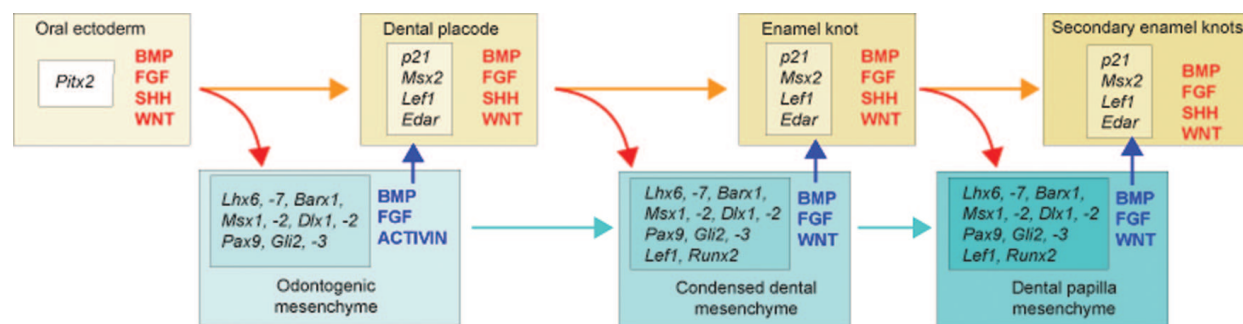 Oral ectoderm
Pitx2
BMP
FGF
SHH
WNT
Dental placode
p21
Msx2
Lef1
Edar
BMP
FGF
SHH
WNT
Enamel knot
p21
Msx2
Lef1
Edar
BMP
FGF
SHH
WNT
Secondary enamel knots
p21
Msx2
Lef1
Edar
BMP
FGF
SHH
WNT
Lhx6, -7, Barx1,
Msx1, -2, Dlx1, -2
Pax9, Gli2, -3
BMP
FGF
ACTIVIN
Odontogenic
mesenchyme
Lhx6, -7, Barx1,
Msx1, -2, Dlx1, -2
Pax9, Gli2, -3
Lef1, Runx2
BMP
FGF
WNT
Condensed dental
mesenchyme
Lhx6, -7, Barx1,
Msx1, -2, Dlx1, -2
Pax9, Gli2, -3
Lef1, Runx2
BMP
FGF
WNT
Dental papilla
mesenchyme